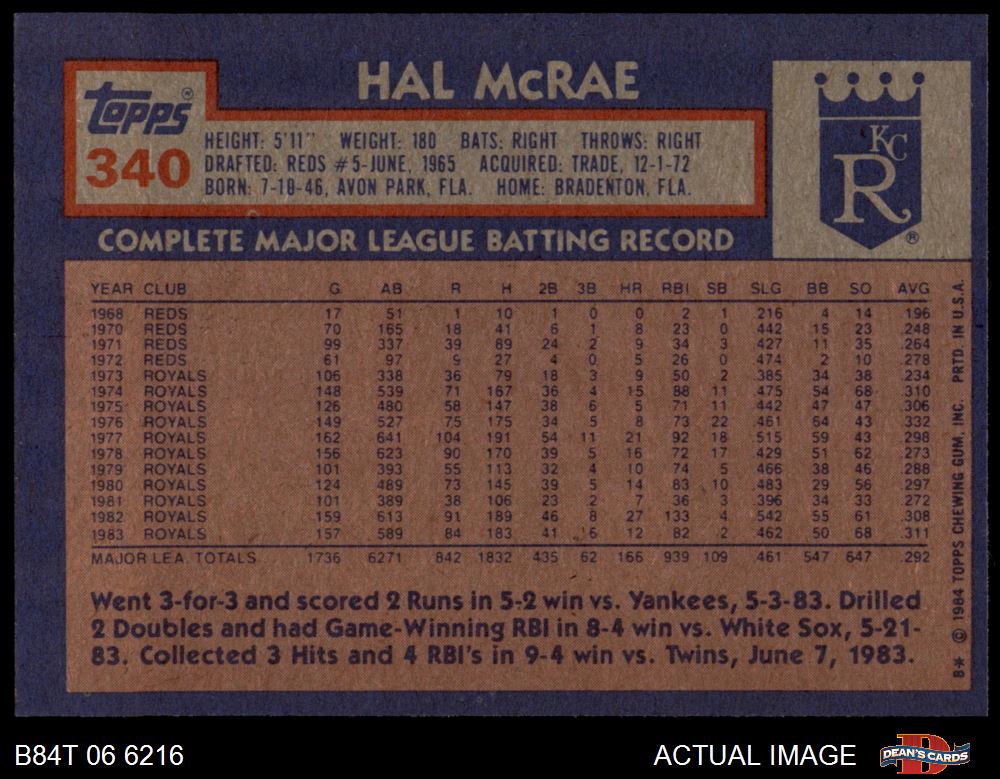 HAL McRAE
Topps®
340
HEIGHT: 5'11" WEIGHT: 180 BATS: RIGHT THROWS: RIGHT
DRAFTED: REDS #5-JUNE, 1965 ACQUIRED: TRADE, 12-1-72
BORN: 7-10-46, AVON PARK, FLA. HOME: BRADENTON, FLA.
KC
R
®
COMPLETE MAJOR LEAGUE BATTING RECORD
YEAR CLUB G AB R H 2B 3B HR RBI SB SLG BB SO AVG
1968 REDS 17 51 1 10 1 0 0 2 1 216 4 14 .196
1970 REDS 70 165 18 41 6 1 8 23 0 442 15 23 .248
1971 REDS 99 337 39 89 24 2 9 34 3 427 11 35 .264
1972 REDS 61 97 9 27 4 0 5 26 0 474 2 10 .278
1973 ROYALS 106 338 36 79 18 3 9 50 2 385 34 38 .234
1974 ROYALS 148 539 71 167 36 4 15 88 11 475 54 68 .310
1975 ROYALS 126 480 58 147 38 6 5 71 11 442 47 47 .306
1976 ROYALS 149 527 75 175 34 5 8 73 22 461 64 43 .332
1977 ROYALS 162 641 104 191 54 11 21 92 18 515 59 43 .298
1978 ROYALS 156 623 90 170 39 5 16 72 17 429 51 62 .273
1979 ROYALS 101 393 55 113 32 4 10 74 5 466 38 46 .288
1980 ROYALS 124 489 73 145 39 5 14 83 10 483 29 56 .297
1981 ROYALS 101 389 38 106 23 2 7 36 3 396 34 33 .272
1982 ROYALS 159 613 91 189 46 8 27 133 4 542 55 61 .308
1983 ROYALS 157 589 84 183 41 6 12 82 2 462 50 68 .311
MAJOR LEA. TOTALS 1736 6271 842 1832 435 62 166 939 109 461 547 647 .292
Went 3-for-3 and scored 2 Runs in 5-2 win vs. Yankees, 5-3-83. Drilled
2 Doubles and had Game-Winning RBI in 8-4 win vs. White Sox, 5-21-
83. Collected 3 Hits and 4 RBI's in 9-4 win vs. Twins, June 7, 1983.
8* © 1984 TOPPS CHEWING GUM, INC. PRTD. IN U.S.A.
B84T 06 6216
ACTUAL IMAGE
DEAN'S CARDS